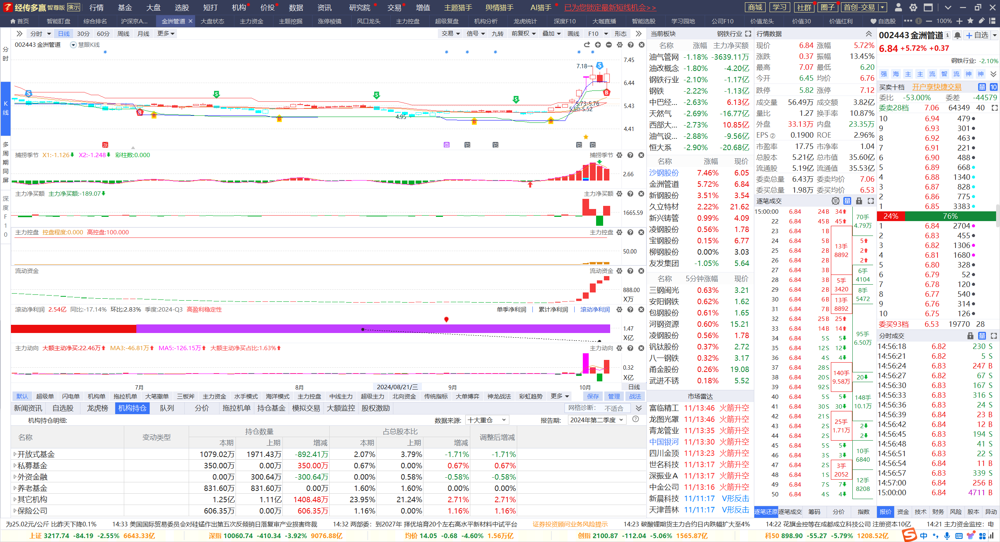 经传多赢 智尊版 演示 行情 基金 大盘 选股 短打 机构 价投 数据 资讯 研究院 交易 增值 主题猎手 舆情猎手 AI猎手 已为您锁定最新短线机会>> 商城 学习 社群 圈子 首创-交易
首页 智能盯盘 综合排名 沪深京A... 金洲管道 大盘状态 主力资金 主题挖掘 涨停棱镜 风口龙头 主力控盘 超级复盘 机构分析 龙虎统计 深度F10 大咖直播 智能选股 学习园地 公司F10 价值龙头 价值30 价值红利 自选股 100%
分时 日线 30分 60分 周线 月线 更多 交易 信号 九转 前复权 叠加 画线 F10 形态
002443 金洲管道 慧眼K线
分时
K线
多周期同屏
深度F10
7.45
7.18→
6.44
5.73-5.76
5.43
5.50-5.52
4.95
4.41
派
捕捞季节 X1:-1.126 X2:-1.248 彩柱数:0.000 捕捞季节
2.66
主力净买额 主力净买额:-189.07 主力净买额
1665.59
主力控盘 控盘程度:0.000 高控盘:100.000 主力控盘
50.00
流动资金 流动资金
888.00
X万
滚动净利润 2.54亿 同比:-17.14% 环比:2.83% 季度:2024-Q3 高盈利稳定性 单季净利润 累计净利润 滚动净利润
1.47
X亿
主力动向 大额主动净买:22.46万 MA3:-46.81万 MA5:-126.15万 大额主动净买占比:1.63% 主力动向
0.32
X亿
7月 8月 2024/08/21/三 9月 10月 日线
默认 超级单 闪电单 机构单 拖拉机单 大笔撤单 三板斧 主力资金 水手模式 海洋模式 主力控盘 中线主力 超级主力 北向资金 传统指标 大单博弈 神龙战法 彩虹趋势 更多 保存 管理 战法
新闻资讯 自选股 龙虎榜 机构持仓 队列 分价 拖拉机单 持仓基金 模拟交易 大额监控 股权激励 网格诊断: 不适合
机构持仓明细: 数据来源: 十大重仓 报告期: 2024年第二季度
名称 变动类型 持仓数量 占总股本比 调整后增减
本期 上期 增减 本期 上期 增减
开放式基金 1079.02万 1971.43万 -892.41万 2.07% 3.79% -1.71% -1.71%
私募基金 350.00万 0.00万 350.00万 0.67% 0.00% 0.67% 0.67%
外资金融 0.00万 300.64万 -300.64万 0.00% 0.58% -0.58% -0.58%
养老基金 831.60万 831.60万 0.00万 1.60% 1.60% 0.00% 0.00%
其它机构 1.25亿 1.11亿 1408.48万 23.95% 21.24% 2.71% 2.71%
保险公司 606.35万 0.00万 606.35万 1.16% 0.00% 1.16% 1.16%
当前板块 钢铁行业
名称 涨幅 主力净买额
油气管网 -1.18% -3639.11万
油改概念 -1.80% -4.20亿
钢铁行业 -2.10% -1.17亿
钢铁 -2.22% -1.13亿
中巴经... -2.63% 6.13亿
天然气 -2.69% -16.77亿
西部大... -2.73% 10.85亿
油气设... -2.88% -9.56亿
恒大系 -2.90% -20.68亿
名称 涨幅 现价
沙钢股份 7.46% 6.05
金洲管道 5.72% 6.84
新钢股份 3.51% 3.54
久立特材 2.22% 21.62
新兴铸管 0.99% 4.09
凌钢股份 0.56% 1.78
宝钢股份 0.15% 6.77
柳钢股份 0.00% 3.03
友发集团 -1.05% 5.64
名称 5分钟涨幅 现价
三钢闽光 0.63% 3.21
安阳钢铁 0.62% 1.62
包钢股份 0.61% 1.65
河钢资源 0.60% 15.21
凌钢股份 0.56% 1.78
钒钛股份 0.37% 2.72
八一钢铁 0.32% 3.17
甬金股份 0.26% 19.08
武进不锈 0.18% 5.52
市场雷达
富临精工 11/13:46 火箭升空
龙图光罩 11/13:46 火箭升空
青龙管业 11/13:35 火箭升空
中国银河 11/13:30 火箭升空
四川金顶 11/13:23 火箭升空
世名科技 11/13:17 火箭升空
深振业A 11/13:17 火箭升空
中金公司 11/13:16 火箭升空
新晨科技 11/11:17 V形反击
天津普林 11/11:17 V形反击
行情数据
现价 6.84 涨幅 5.72%
涨跌 0.37 振幅 13.45%
最高 7.07 最低 6.20
今开 6.45 均价 6.76
跌停 5.82 涨停 7.12
成交量 56.49万 成交额 3.82亿
量比 1.27 换手率 10.87%
外盘 33.13万 内盘 23.35万
EPS② 0.1900 ROE 2.96%
市盈率 17.75 市净率 1.04
总股本 5.21亿 总市值 35.60亿
流通股 5.19亿 流通值 35.53亿
委卖总量 6.43万 委卖均价 7.06
委买总量 1.98万 委买均价 6.53
逐笔成交 单 量
15:00:00 6.84 24B 34
22 6.84 45B 45
23 6.84 1B
24 6.84 5B
25 6.84 2B
26 6.84 2B
27 6.84 3B
28 6.84 3B
29 6.84 2B
30 6.84 6B
31 6.84 7B
32 6.84 25B 25
33 6.84 14B 14
34 6.84 5S 5
35 6.84 12S 12
36 6.84 4S 4
37 6.84 28S
38 6.84 20S
39 6.84 92S
40 6.84 5S 5
41 6.84 30S 30
42 6.84 21S
43 6.84 2S
44 6.84 2S
45 6.84 5S 5
46 6.84 3S 3
47 6.84 2S
48 6.84 1S
49 6.84 7S 7
50 6.84 4S 4
13手
8892
5手
3420
13手
8892
140手
9.58万
25手
1.71万
3手
2052
70手
4.79万
5
2
2
6手
4104
8手
5472
95手
6.50万
20
148手
10.1万
2
2
10手
6840
12手
8208
逐笔还原 逐笔成交 筹码 分价 指数
002443 金洲管道 自选
6.84 +5.72% +0.37
钢铁行业: -2.10%
强 海 主 主 流 智 流 神 神
买卖十档 开户享快捷交易 量 10
委比 -53.00% 委差 -44579
委卖28档 7.06 64349 40
10 6.94 479
9 6.93 301
8 6.92 463
7 6.91 221
6 6.90 488
5 6.89 668
4 6.88 1340
3 6.87 828
2 6.86 775
1 6.85 3383
24% 76%
1 6.84 2704
2 6.83 455
3 6.82 1306
4 6.81 1680
5 6.80 328
6 6.79 52
7 6.78 120
8 6.77 540
9 6.76 314
10 6.75 126
委买93档 6.53 19770 28
分时成交 量
14:56:18 6.82 230 S
14:56:21 6.82 5 S
14:56:24 6.83 247 B
14:56:27 6.82 67 S
14:56:30 6.83 167 S
14:56:33 6.83 316 S
14:56:36 6.83 24 S
14:56:39 6.84 23 B
14:56:42 6.84 12 B
14:56:45 6.83 194 S
14:56:48 6.83 41 S
14:56:51 6.83 22 S
14:56:54 6.84 11 B
14:56:57 6.83 339 S
14:57:00 6.84 256 B
15:00:00 6.84 4711 B
报价 资金 技术 财务 风险 股本 异动
为25.02元/公斤 比昨天下降0.1% 14:33 美国国际贸易委员会对硅锰作出第五次反倾销日落复审产业损害终裁 14:32 两部委：到2027年 择优培育20个左右高水平新材料中试平台 证券投资顾问业务风险提示 14:23 碳酸锂期货主力合约日内跌幅扩大至4% 14:22 花旗金控等在成都成立科技公司 注册资本10亿 14:21 主力资金监控：电
上证 3217.74 -84.19 -2.55% 6643.33亿 深指 10060.74 -410.34 -3.92% 9076.88亿 均价 14.05 -0.68 -4.60% 1.56万亿 创指 2100.87 -112.04 -5.06% 1565.87亿 科50 898.90 -55.27 -5.79% 1208.52亿 中